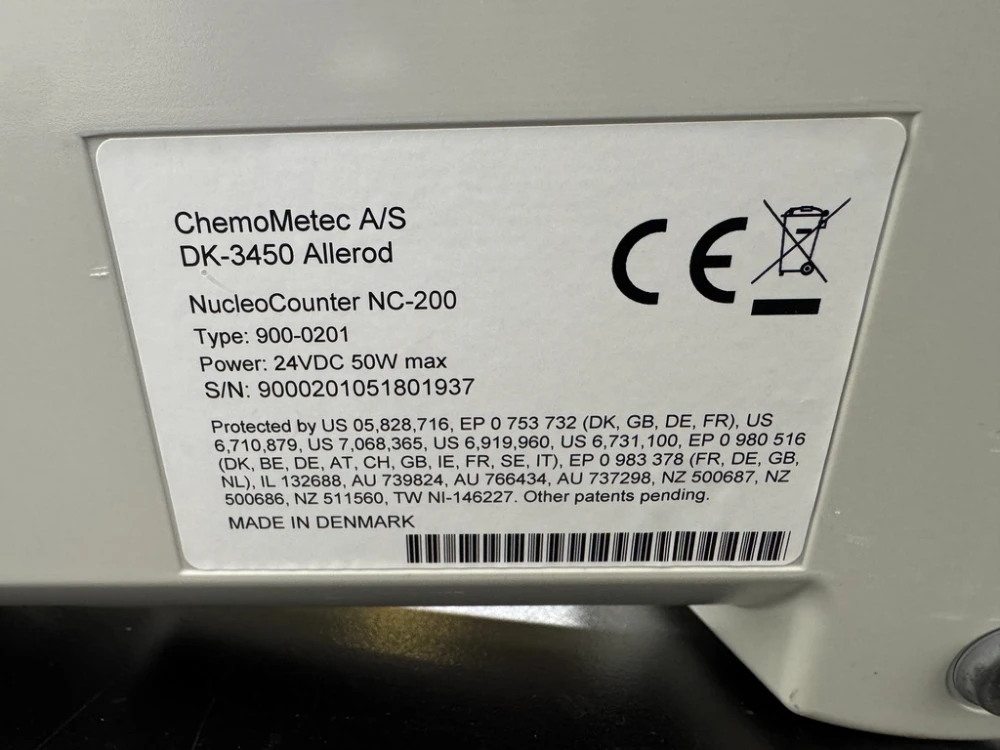 ChemoMetec A/S
DK-3450 Allerod
CE
NucleoCounter NC-200
Type: 900-0201
Power: 24VDC 50W max
S/N: 9000201051801937
Protected by US 05,828,716, EP 0 753 732 (DK, GB, DE, FR), US
6,710,879, US 7,068,365, US 6,919,960, US 6,731,100, EP 0 980 516
(DK, BE, DE, AT, CH, GB, IE, FR, SE, IT), EP 0 983 378 (FR, DE, GB,
NL), IL 132688, AU 739824, AU 766434, AU 737298, NZ 500687, NZ
500686, NZ 511560, TW NI-146227. Other patents pending.
MADE IN DENMARK